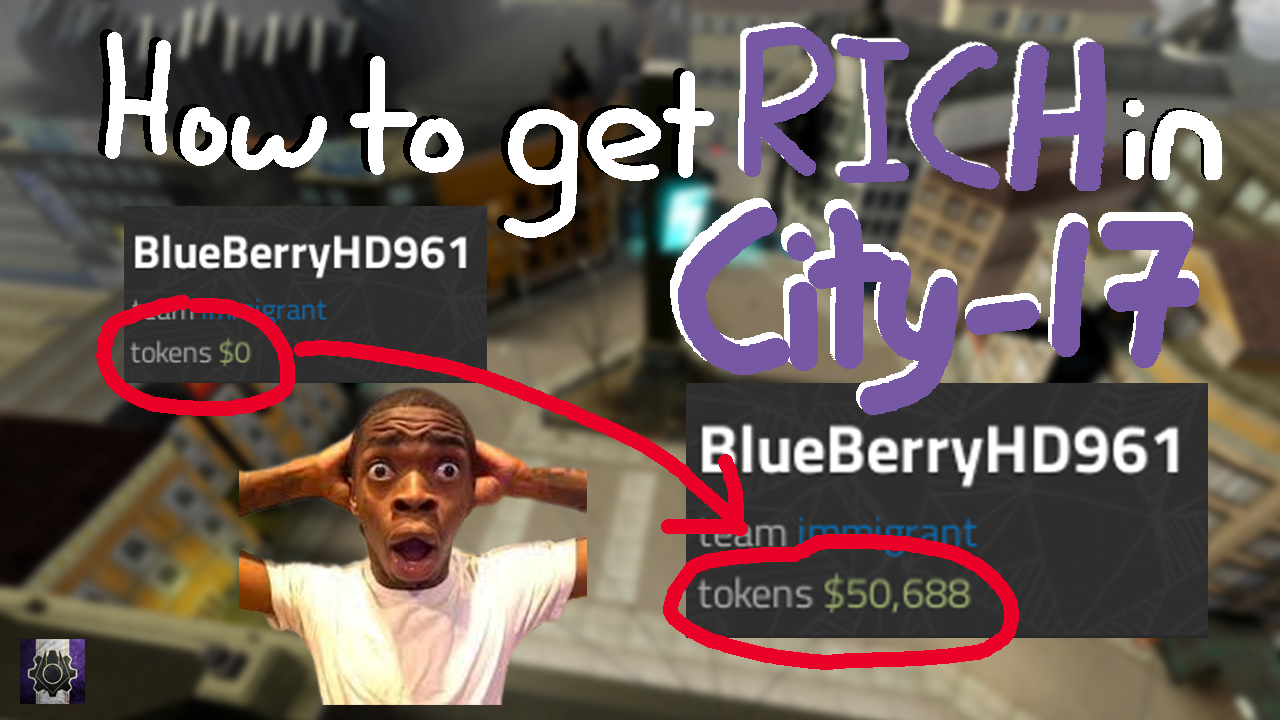 How to get RICH in
City-17
BlueBerryHD961
team immigrant
tokens $0
BlueBerryHD961
team immigrant
tokens $50,688